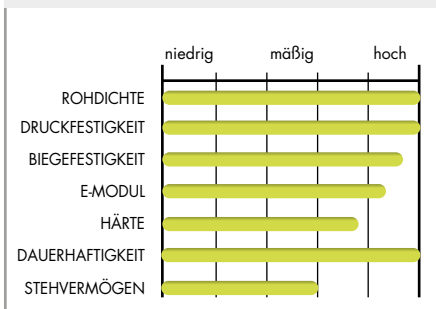 niedrig mäßig hoch
ROHDICHTE
DRUCKFESTIGKEIT
BIEGEFESTIGKEIT
E-MODUL
HÄRTE
DAUERHAFTIGKEIT
STEHVERMÖGEN